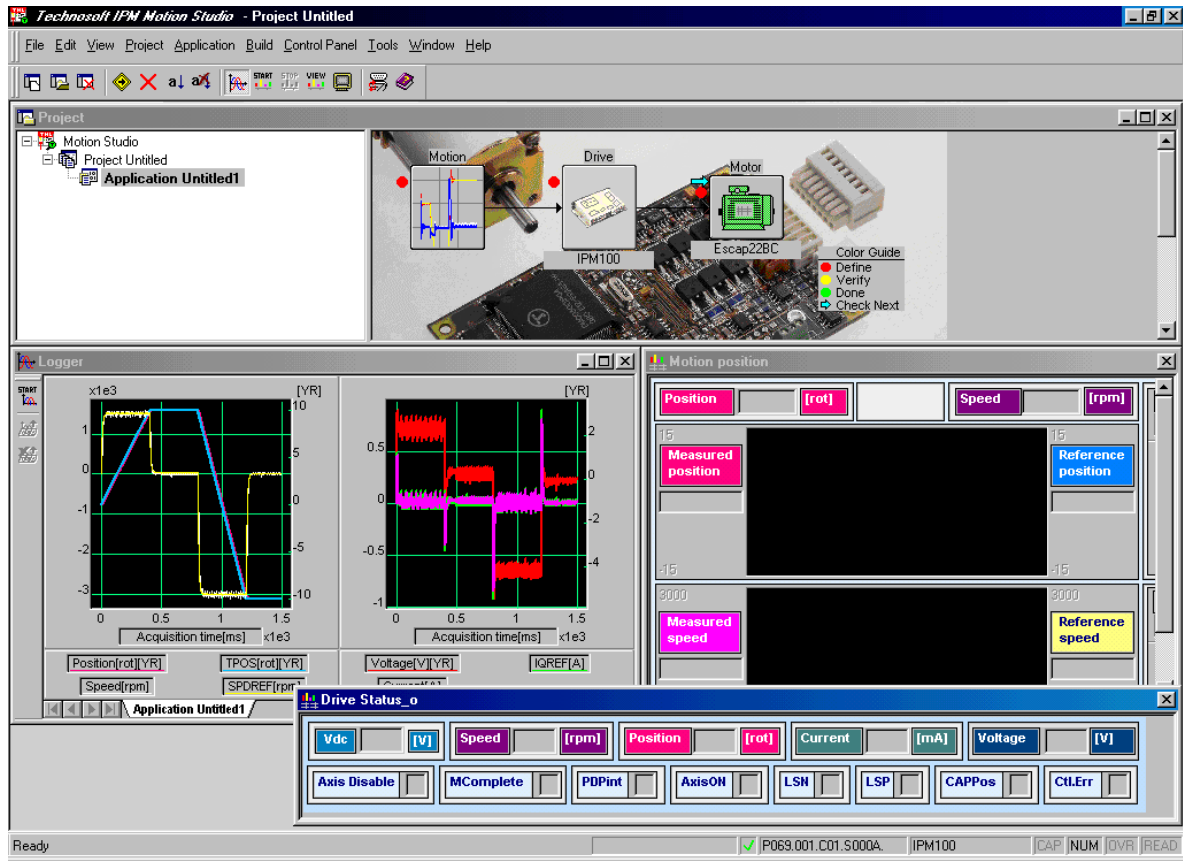 Technosoft IPM Motion Studio - Project Untitled
File Edit View Project Application Build Control Panel Tools Window Help
START STOP VIEW
Project
Motion Studio
Project Untitled
Application Untitled1
Motion
Drive
Motor
IPM100
Escap22BC
Color Guide
Define
Verify
Done
Check Next
Logger
START
x1e3 [YR]
10
1
5
0
0
-1
-5
-2
-3
-10
0 0.5 1 1.5
Acquisition time[ms] x1e3
[YR]
2
0.5
0
0
-2
-0.5
-4
-1
0 0.5 1 1.5
Acquisition time[ms] x1e3
Position[rot][YR] TPOS[rot][YR] Voltage[V][YR] IQREF[A]
Speed[rpm]
Application Untitled1
Motion position
Position [rot] Speed [rpm]
15 15
Measured position
Reference position
-15 -15
3000 3000
Measured speed
Reference speed
Drive Status_o
Vdc [V] Speed [rpm] Position [rot] Current [mA] Voltage [V]
Axis Disable MComplete PDPint AxisON LSN LSP CAPPos Ctl.Err
Ready P069.001.C01.S000A. IPM100 CAP NUM OVR READ